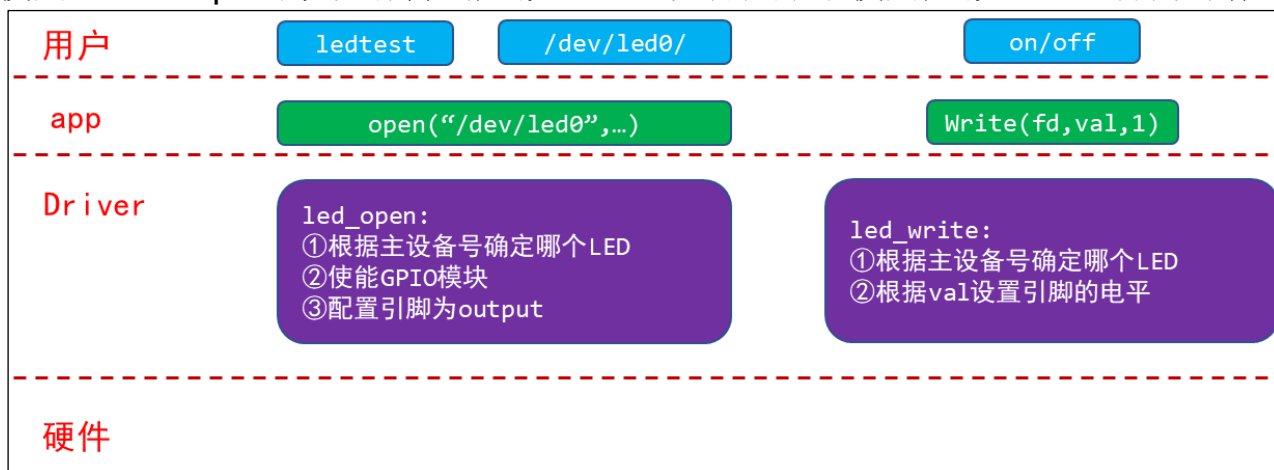 用户
ledtest
/dev/led0/
on/off
app
open(“/dev/led0”,…)
Write(fd,val,1)
Driver
led_open:
①根据主设备号确定哪个LED
②使能GPIO模块
③配置引脚为output
led_write:
①根据主设备号确定哪个LED
②根据val设置引脚的电平
硬件